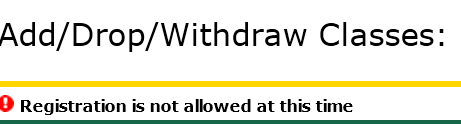 Add/Drop/Withdraw Classes:
Registration is not allowed at this time